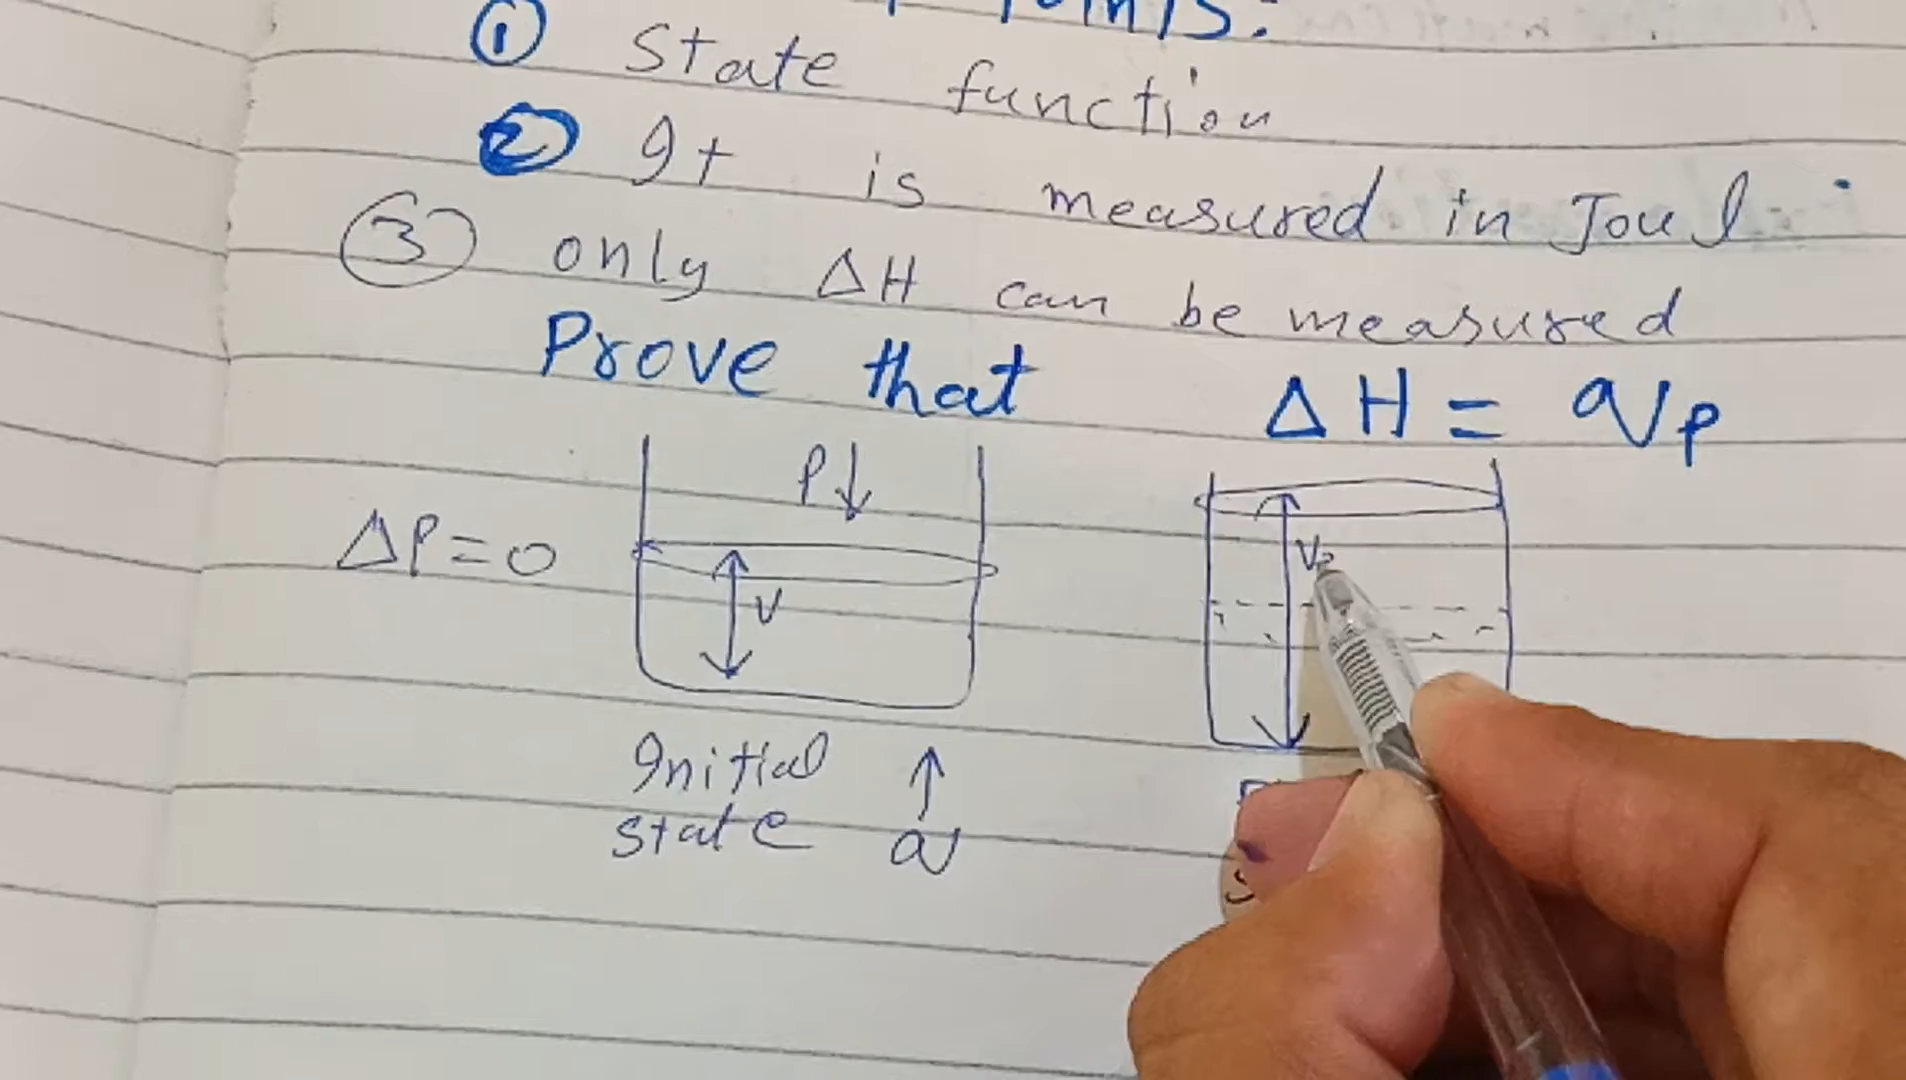 ① State function
② It is measured in Joul
③ only ΔH can be measured
Prove that ΔH = qp
P↓
ΔP = 0
V
V2
Initial
state
↑
q